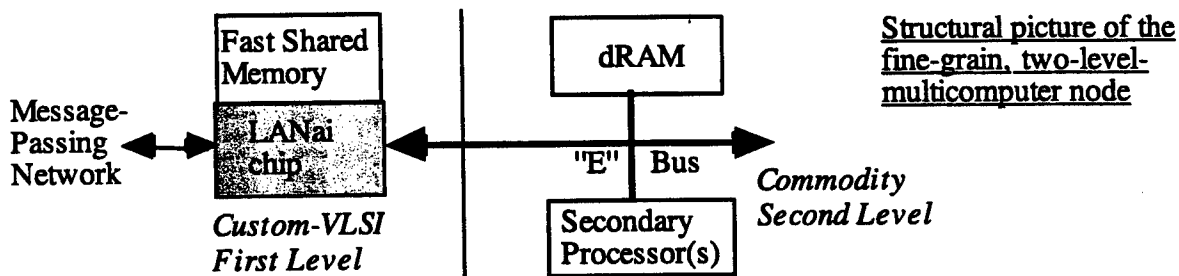 Structural picture of the
fine-grain, two-level-
multicomputer node
Fast Shared
Memory
dRAM
Message-
Passing
Network
LANai
chip
"E" Bus
Commodity
Second Level
Custom-VLSI
First Level
Secondary
Processor(s)